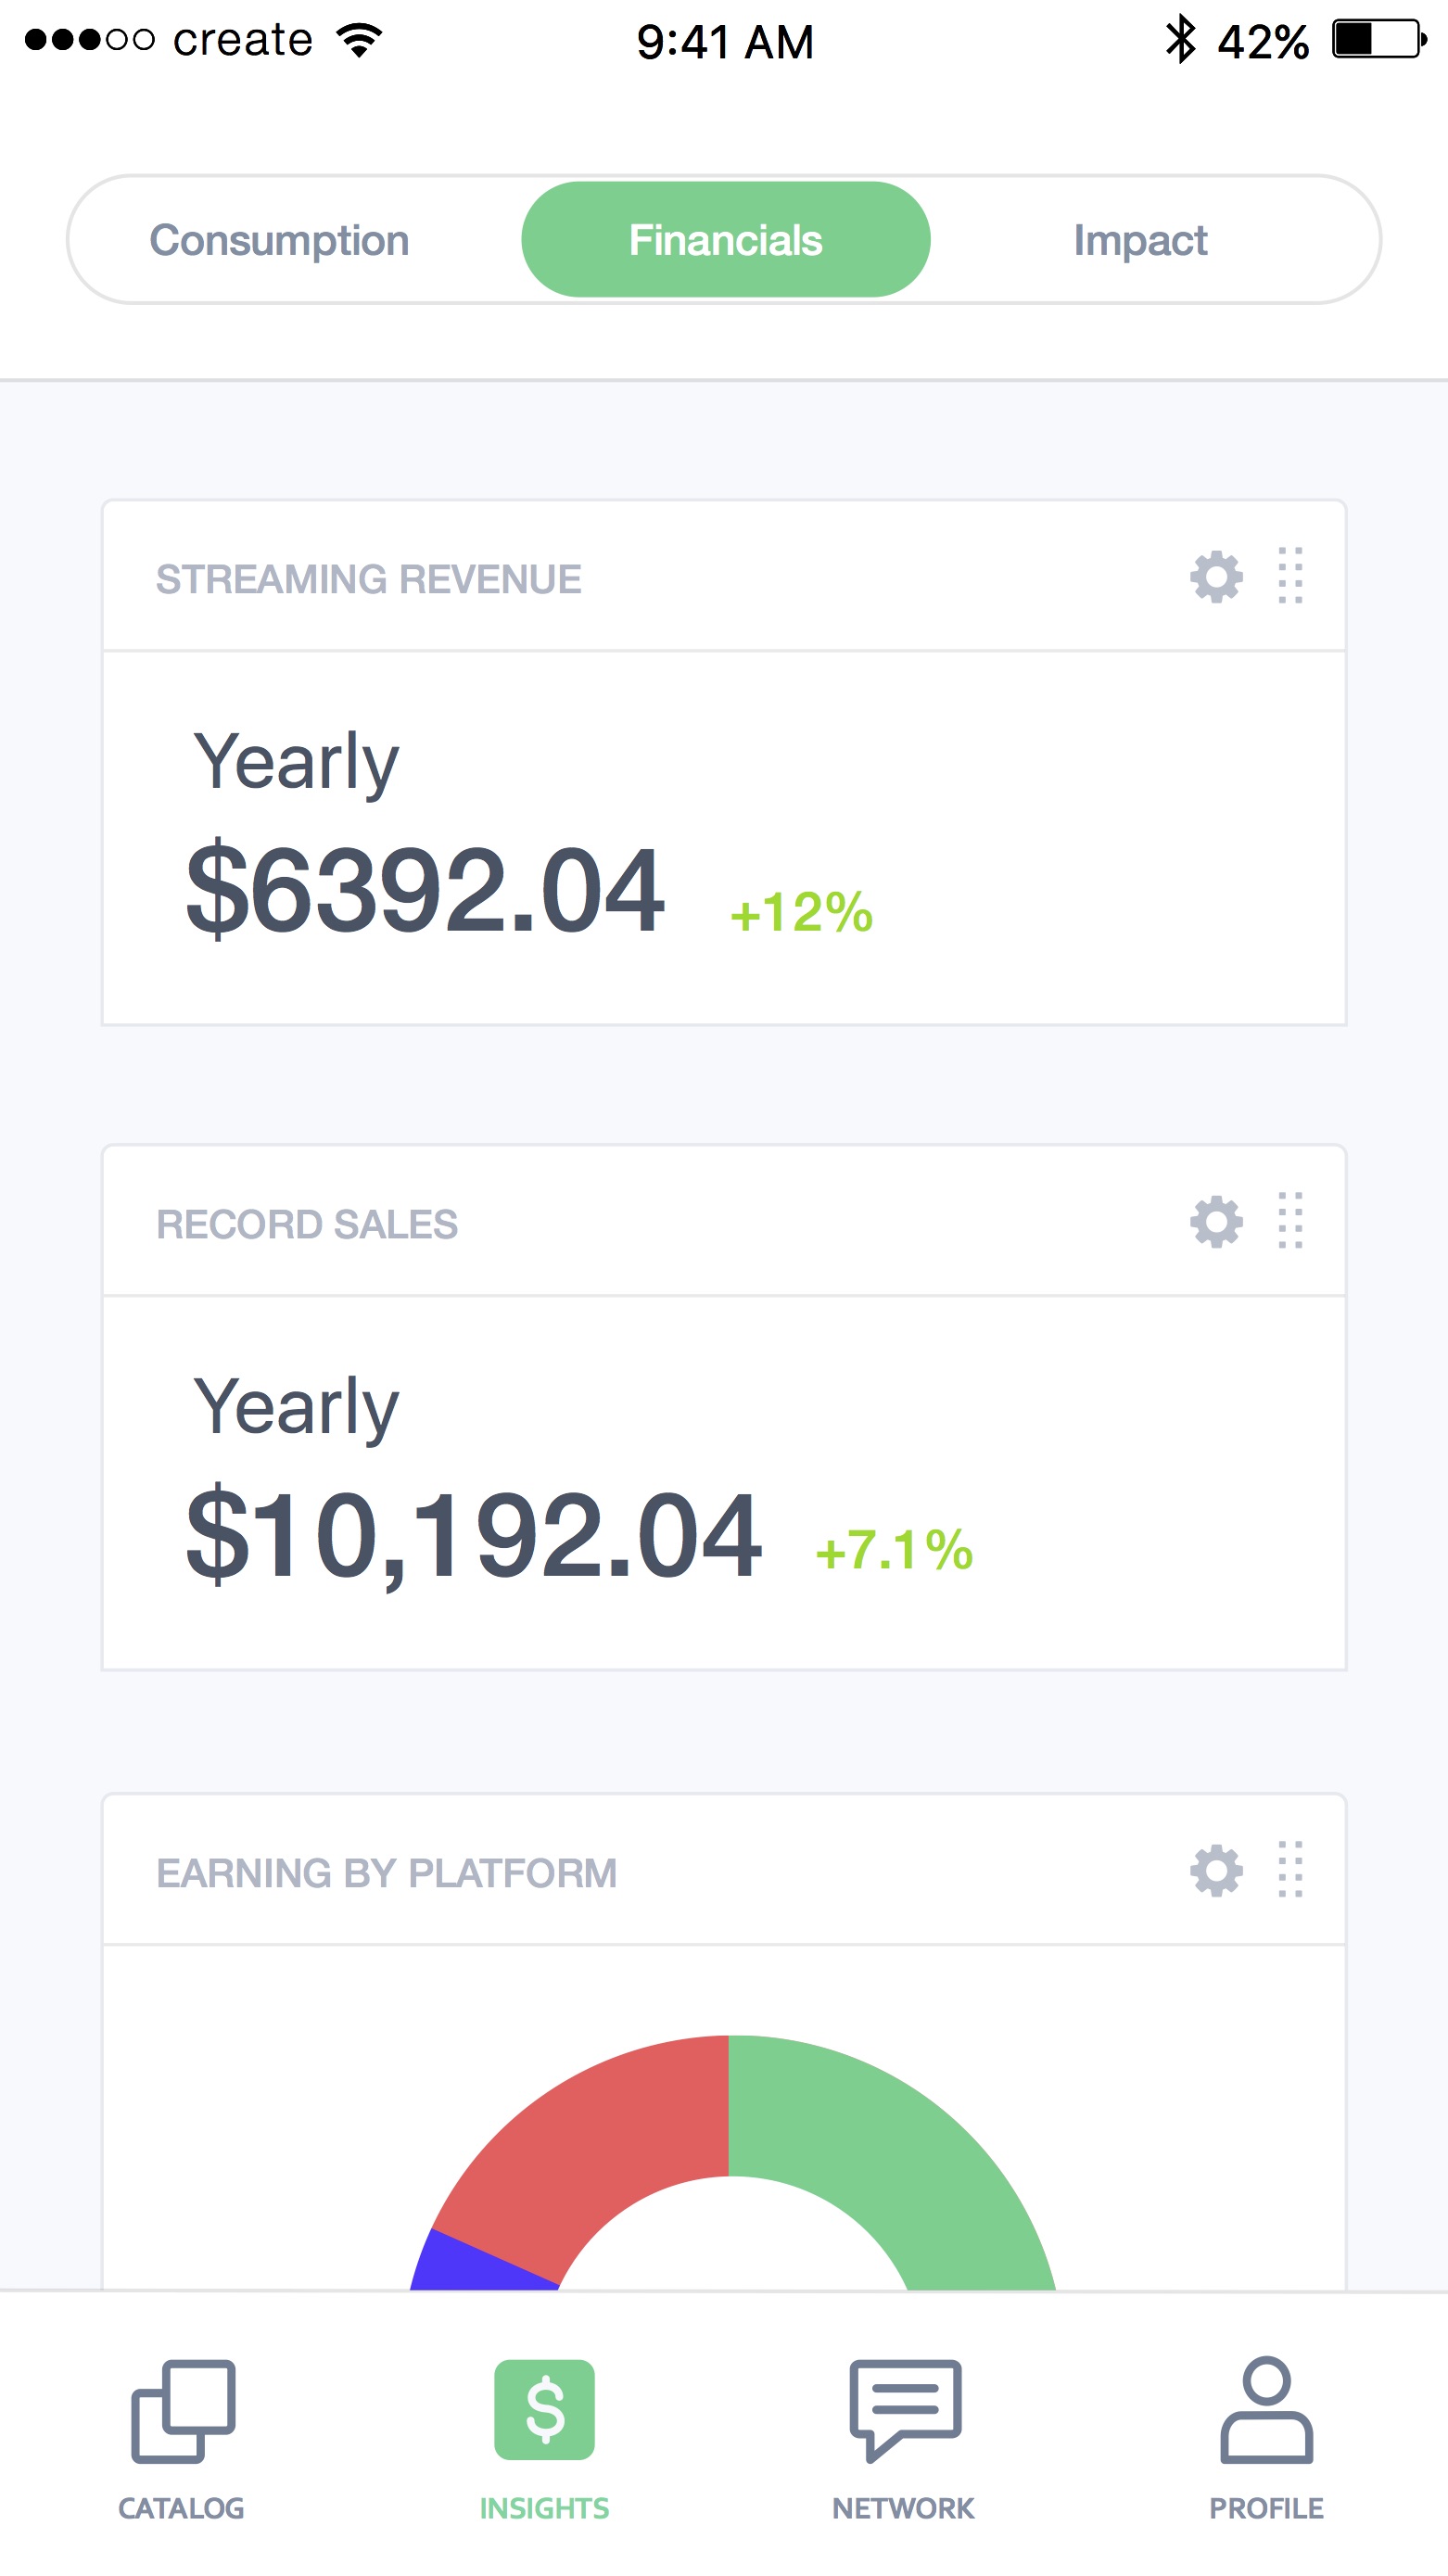 create 9:41 AM 42%
Consumption Financials Impact
STREAMING REVENUE
Yearly
$6392.04 +12%
RECORD SALES
Yearly
$10,192.04 +7.1%
EARNING BY PLATFORM
$
CATALOG INSIGHTS NETWORK PROFILE